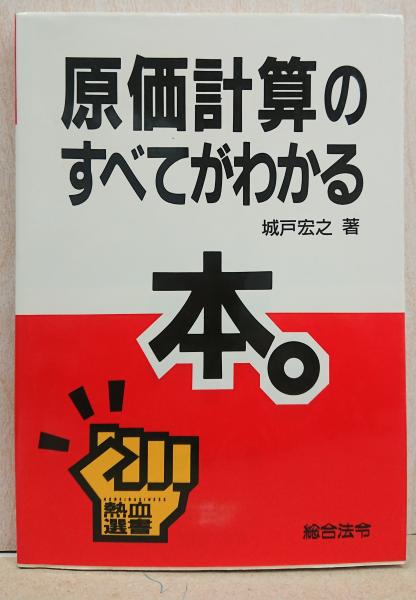 原価計算の
すべてがわかる
城戸宏之 著
本。
熱血
選書
総合法令